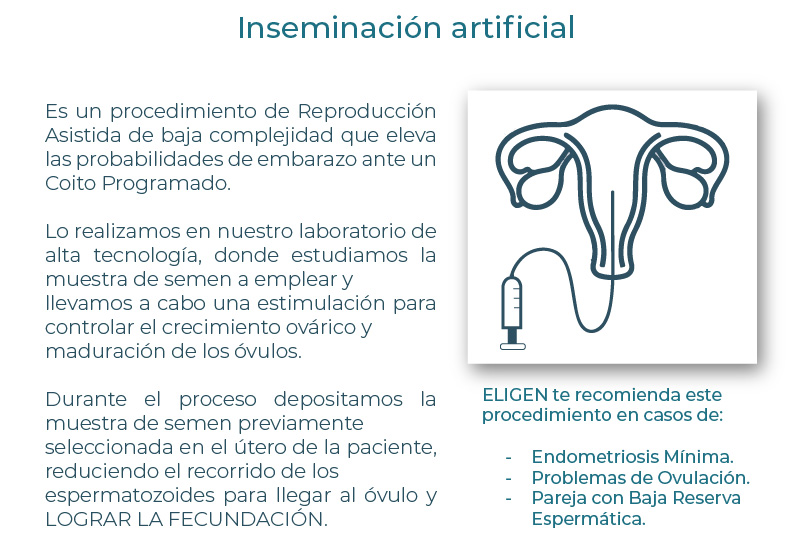 Inseminación artificial
Es un procedimiento de Reproducción
Asistida de baja complejidad que eleva
las probabilidades de embarazo ante un
Coito Programado.
Lo realizamos en nuestro laboratorio de
alta tecnología, donde estudiamos la
muestra de semen a emplear y
llevamos a cabo una estimulación para
controlar el crecimiento ovárico y
maduración de los óvulos.
Durante el proceso depositamos la
muestra de semen previamente
seleccionada en el útero de la paciente,
reduciendo el recorrido de los
espermatozoides para llegar al óvulo y
LOGRAR LA FECUNDACIÓN.
ELIGEN te recomienda este
procedimiento en casos de:
- Endometriosis Mínima.
- Problemas de Ovulación.
- Pareja con Baja Reserva
Espermática.